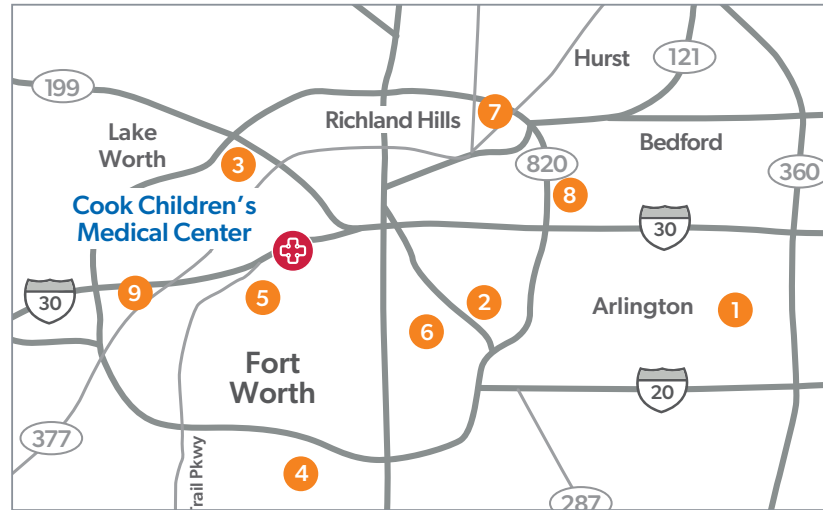 Hurst
121
199
7
Richland Hills
Lake
Worth
Bedford
820
3
360
8
Cook Children's
Medical Center
30
9
30
5
2
Arlington
1
6
Fort
Worth
20
377
Trail Pkwy
4
287